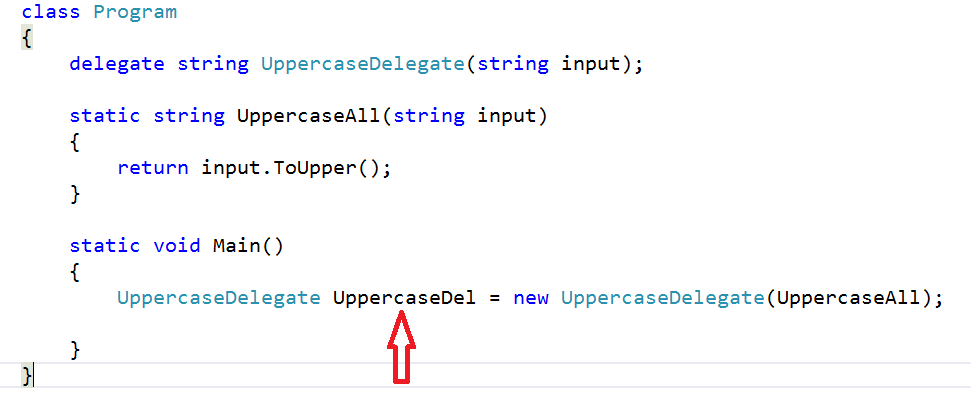 class Program
{
    delegate string UppercaseDelegate(string input);
    static string UppercaseAll(string input)
    {
        return input.ToUpper();
    }
    static void Main()
    {
        UppercaseDelegate UppercaseDel = new UppercaseDelegate(UppercaseAll);
    }
}